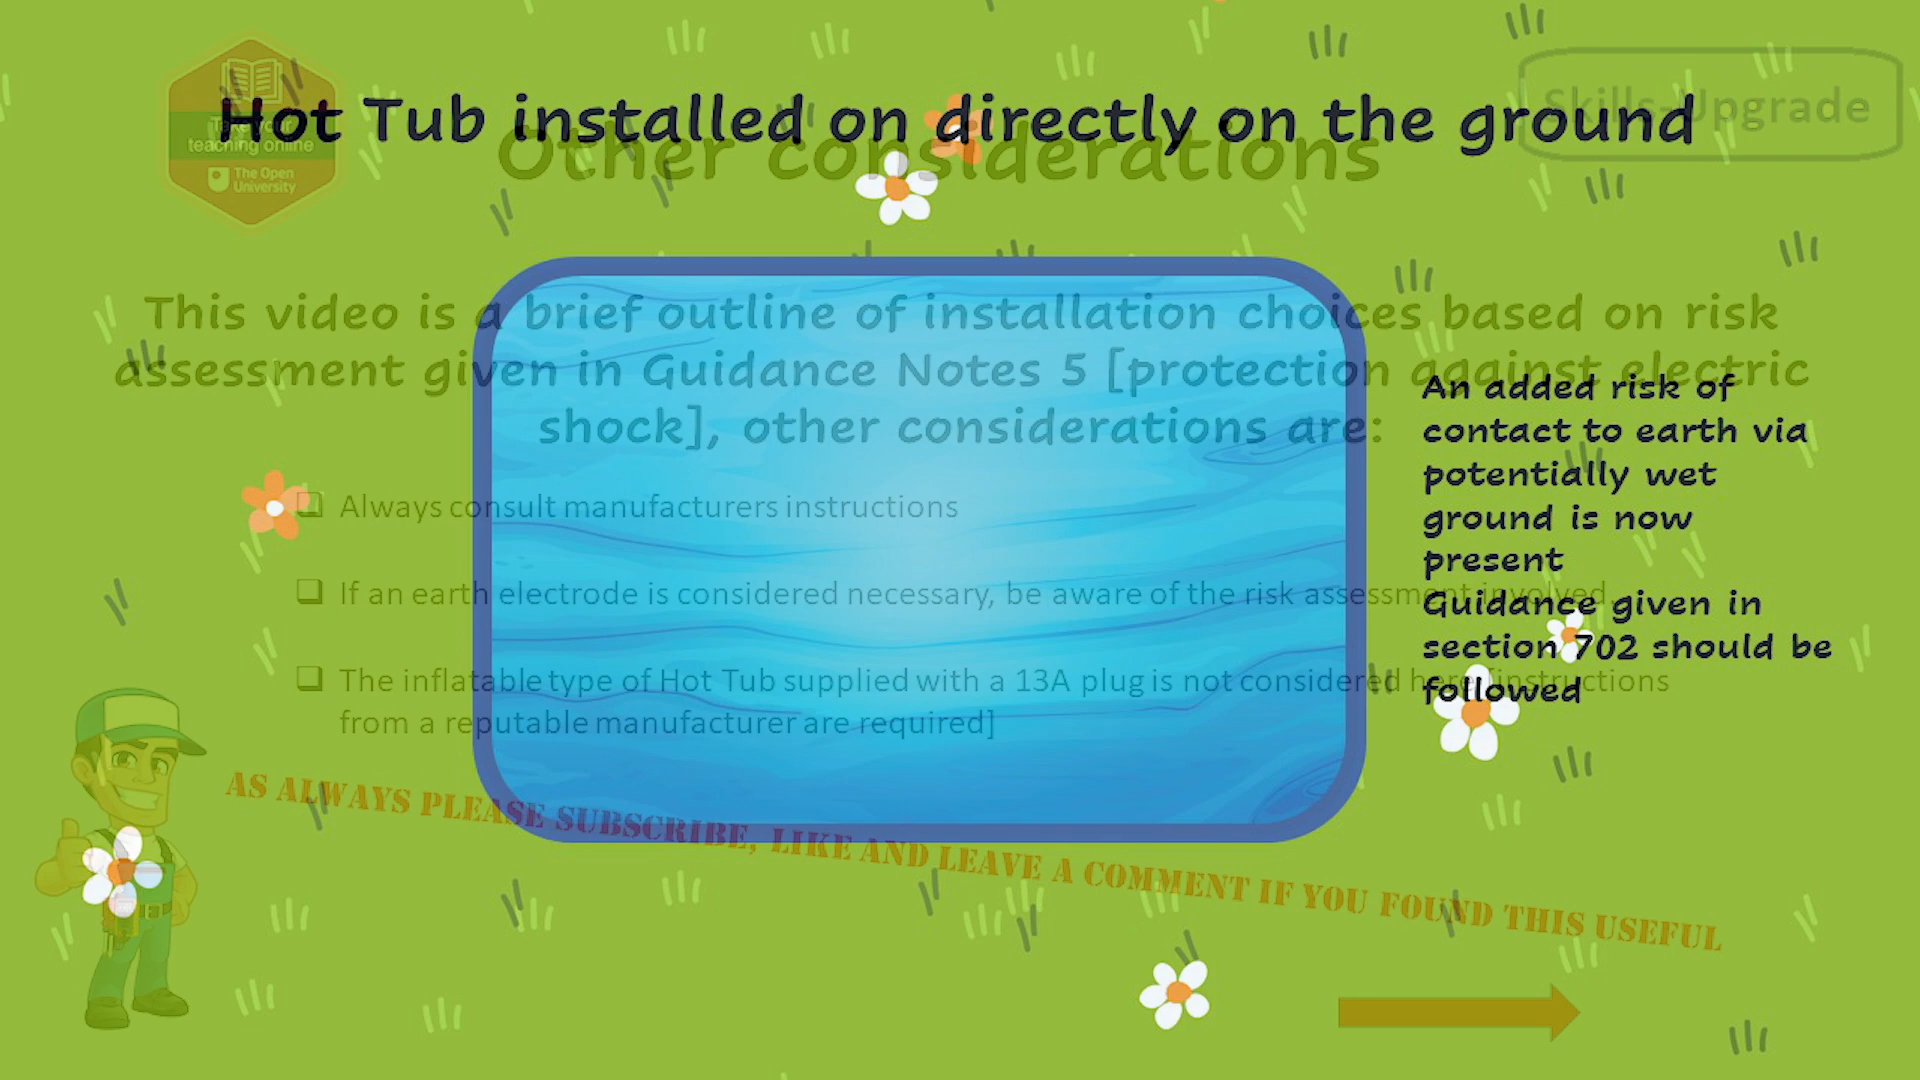 Hot Tub installed on directly on the ground
Skills-Upgrade
Take your
teaching online
The Open
University
Other considerations
This video is a brief outline of installation choices based on risk
assessment given in Guidance Notes 5 [protection against electric
shock], other considerations are:
An added risk of
contact to earth via
potentially wet
ground is now
present
Guidance given in
section 702 should be
followed
Always consult manufacturers instructions
If an earth electrode is considered necessary, be aware of the risk assessment involved
The inflatable type of Hot Tub supplied with a 13A plug is not considered here [instructions
from a reputable manufacturer are required]
AS ALWAYS PLEASE SUBSCRIBE, LIKE AND LEAVE A COMMENT IF YOU FOUND THIS USEFUL